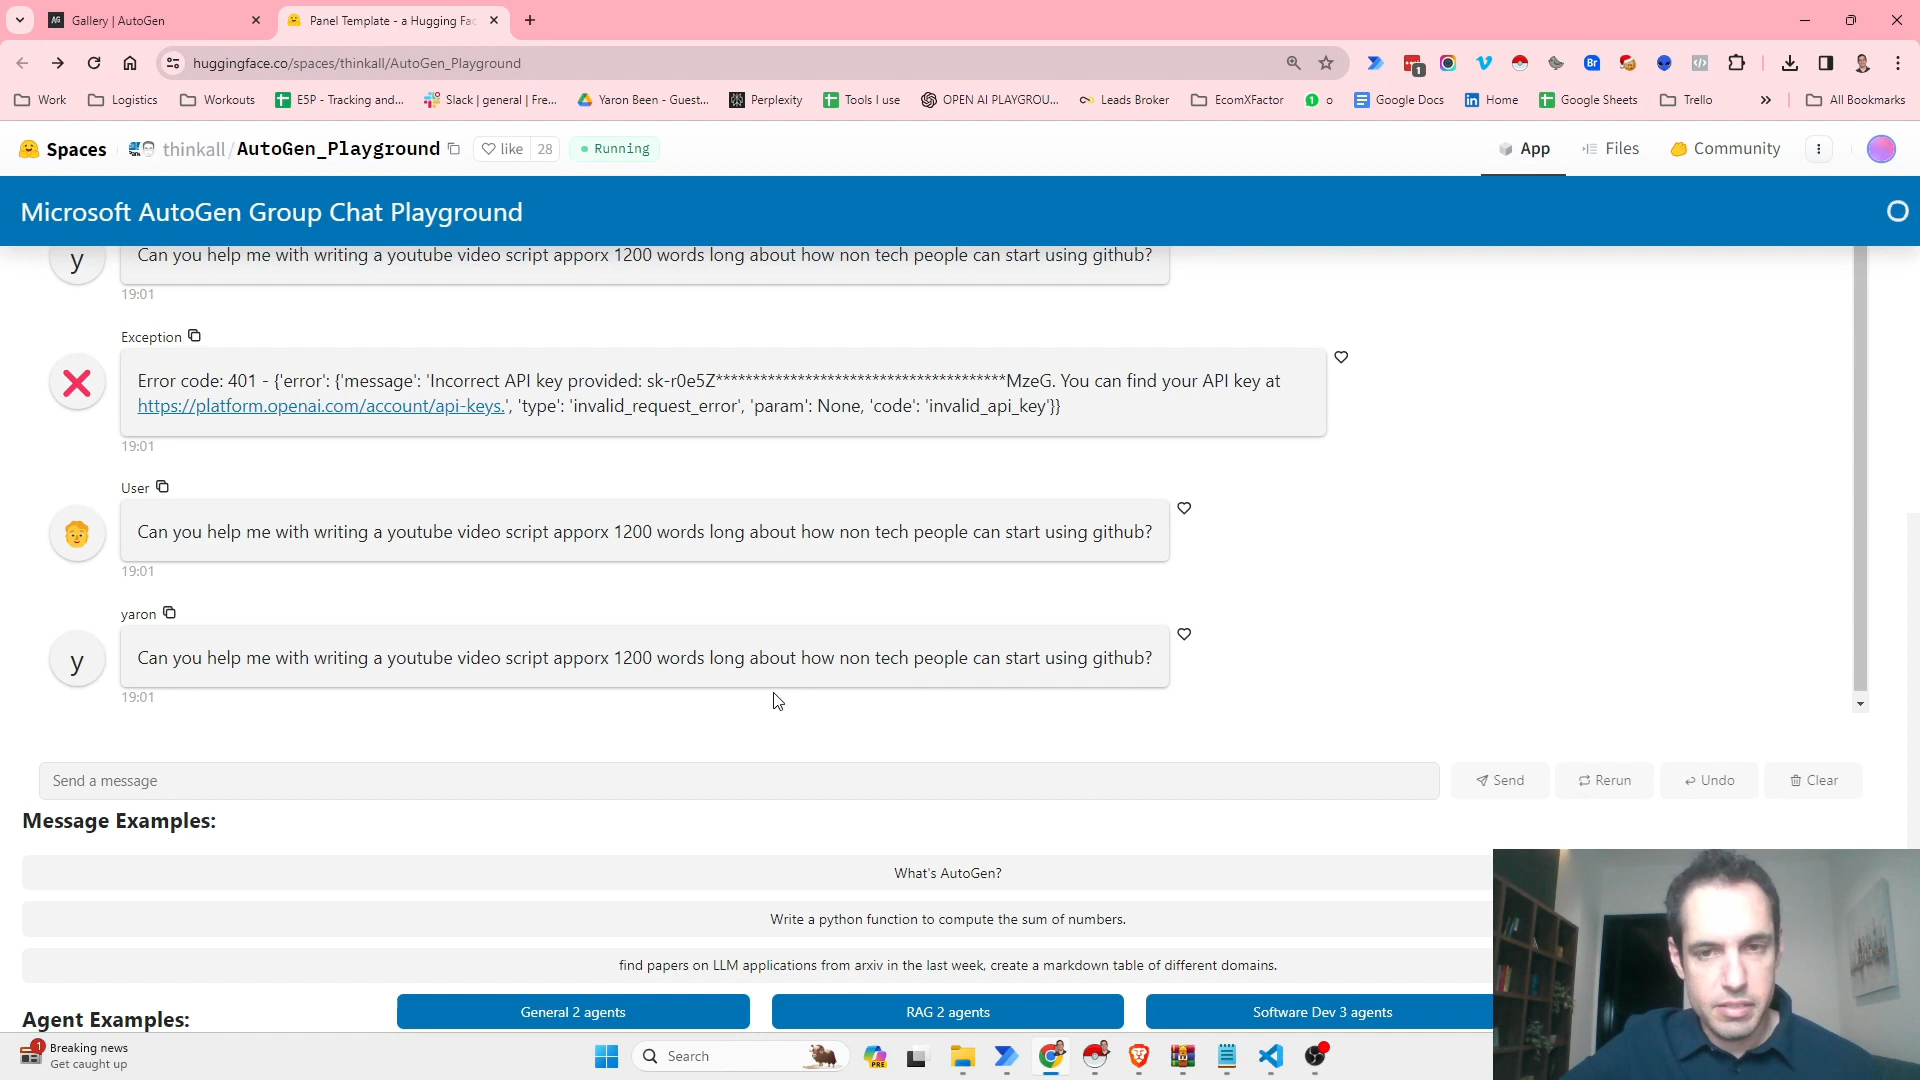 Gallery | AutoGen
Panel Template - a Hugging Fac
huggingface.co/spaces/thinkall/AutoGen_Playground
1
Br
Work
Logistics
Workouts
E5P - Tracking and...
Slack | general | Fre...
Yaron Been - Guest...
Perplexity
Tools I use
OPEN AI PLAYGROU...
Leads Broker
EcomXFactor
1
o
Google Docs
Home
Google Sheets
Trello
»
All Bookmarks
Spaces
thinkall/AutoGen_Playground
like
28
Running
App
Files
Community
Microsoft AutoGen Group Chat Playground
y
Can you help me with writing a youtube video script apporx 1200 words long about how non tech people can start using github?
19:01
Exception
Error code: 401 - {'error': {'message': 'Incorrect API key provided: sk-r0e5Z***************************************MzeG. You can find your API key at
https://platform.openai.com/account/api-keys.', 'type': 'invalid_request_error', 'param': None, 'code': 'invalid_api_key'}}
19:01
User
Can you help me with writing a youtube video script apporx 1200 words long about how non tech people can start using github?
19:01
yaron
y
Can you help me with writing a youtube video script apporx 1200 words long about how non tech people can start using github?
19:01
Send a message
Send
Rerun
Undo
Clear
Message Examples:
What's AutoGen?
Write a python function to compute the sum of numbers.
find papers on LLM applications from arxiv in the last week, create a markdown table of different domains.
Agent Examples:
General 2 agents
RAG 2 agents
Software Dev 3 agents
1
Breaking news
Get caught up
Search
PRE